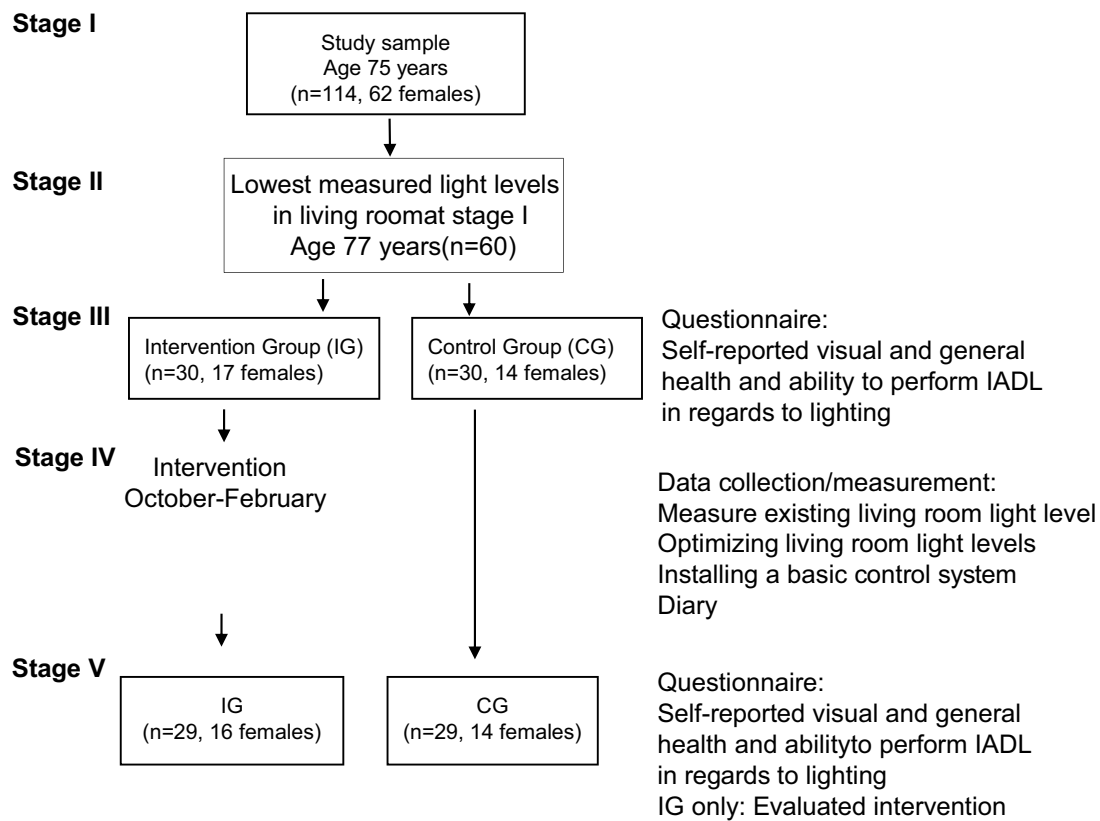 Stage I
Study sample
Age 75 years
(n=114, 62 females)
Stage II
Lowest measured light levels
in living roomat stage I
Age 77 years(n=60)
Stage III
Intervention Group (IG)
(n=30, 17 females)
Control Group (CG)
(n=30, 14 females)
Questionnaire:
Self-reported visual and general
health and ability to perform IADL
in regards to lighting
Stage IV
Intervention
October-February
Data collection/measurement:
Measure existing living room light level
Optimizing living room light levels
Installing a basic control system
Diary
Stage V
IG
(n=29, 16 females)
CG
(n=29, 14 females)
Questionnaire:
Self-reported visual and general
health and abilityto perform IADL
in regards to lighting
IG only: Evaluated intervention